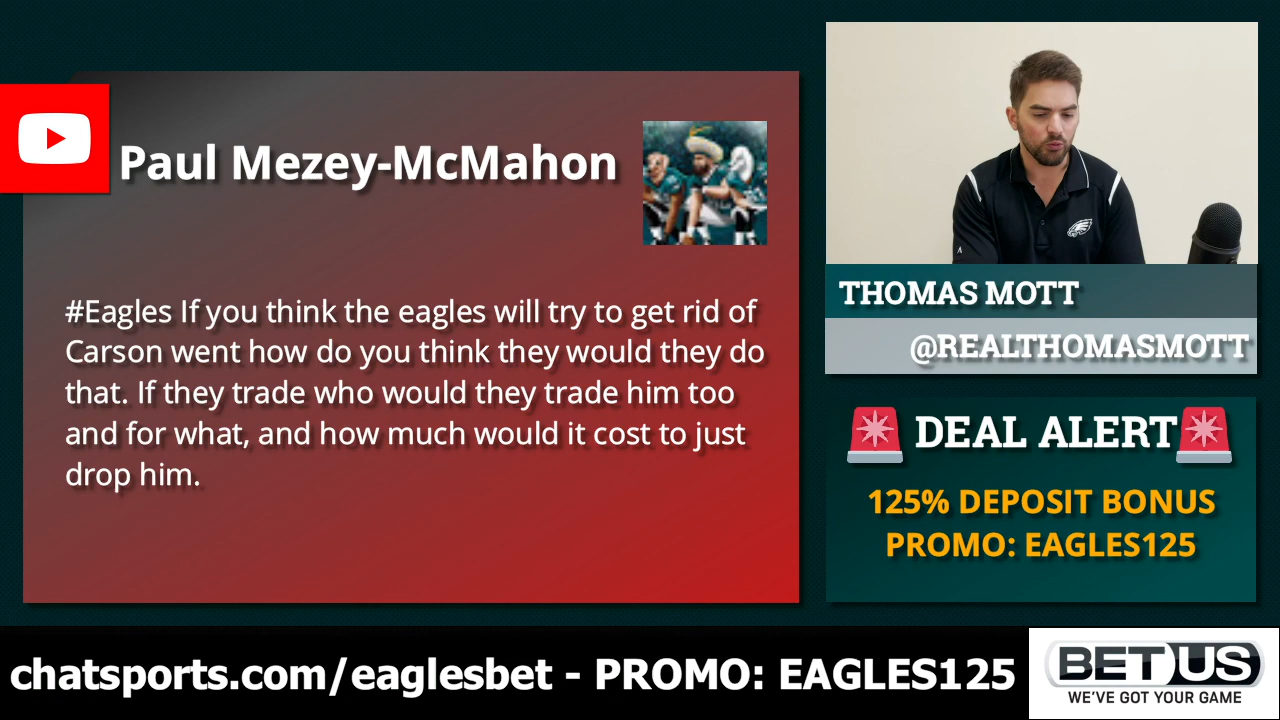 Paul Mezey-McMahon
#Eagles If you think the eagles will try to get rid of
Carson went how do you think they would they do
that. If they trade who would they trade him too
and for what, and how much would it cost to just
drop him.
THOMAS MOTT
@REALTHOMASMOTT
DEAL ALERT
125% DEPOSIT BONUS
PROMO: EAGLES125
chatsports.com/eaglesbet - PROMO: EAGLES125
BETUS
WE'VE GOT YOUR GAME